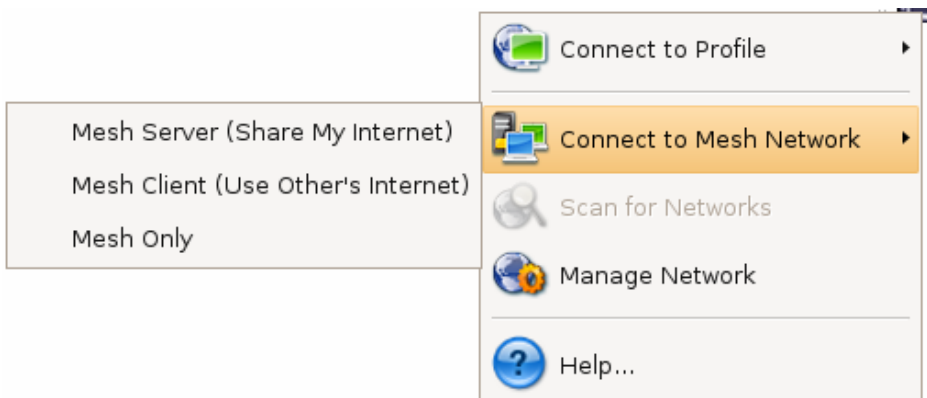 Connect to Profile
Connect to Mesh Network
Mesh Server (Share My Internet)
Mesh Client (Use Other's Internet)
Mesh Only
Scan for Networks
Manage Network
Help...